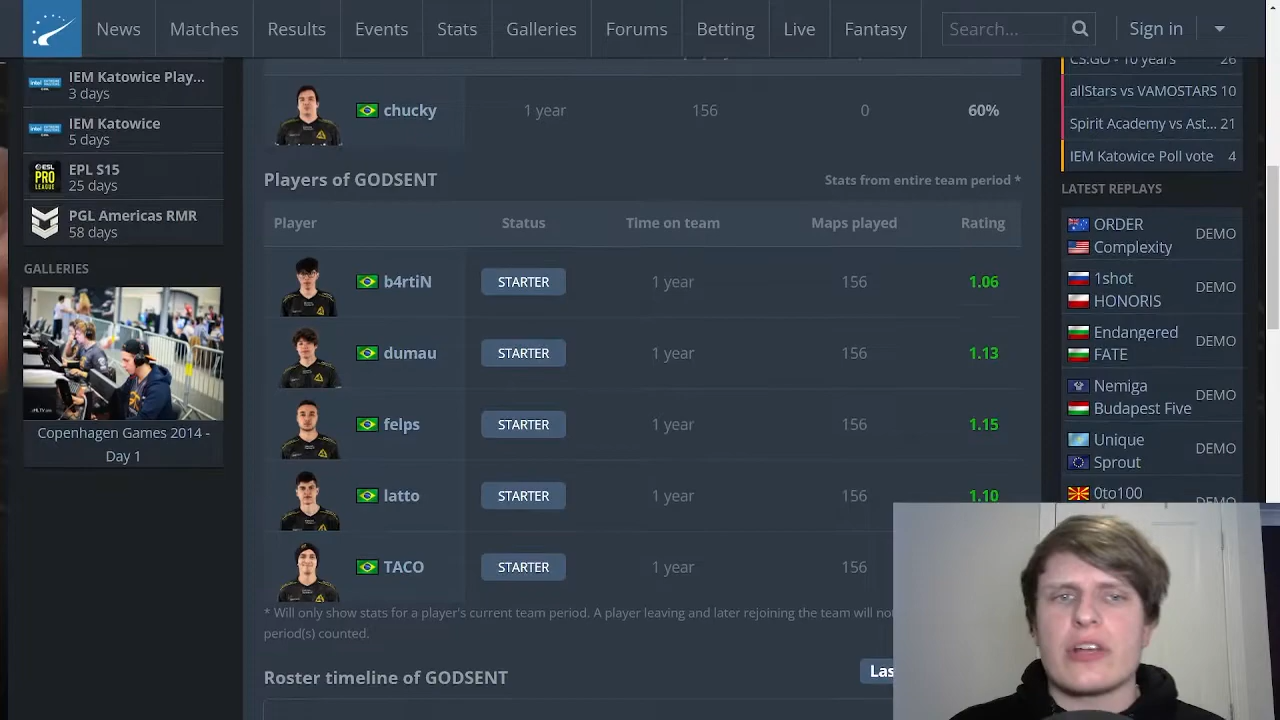 News
Matches
Results
Events
Stats
Galleries
Forums
Betting
Live
Fantasy
Search...
Sign in
IEM Katowice Play...
3 days
IEM Katowice
5 days
ESL
PRO
LEAGUE
EPL S15
25 days
PGL Americas RMR
58 days
GALLERIES
Copenhagen Games 2014 -
Day 1
chucky
1 year
156
0
60%
Players of GODSENT
Stats from entire team period *
Player
Status
Time on team
Maps played
Rating
b4rtiN
STARTER
1 year
156
1.06
dumau
STARTER
1 year
156
1.13
felps
STARTER
1 year
156
1.15
latto
STARTER
1 year
156
1.10
TACO
STARTER
1 year
156
* Will only show stats for a player's current team period. A player leaving and later rejoining the team will not
period(s) counted.
Roster timeline of GODSENT
Las
CS:GO - 10 years 26
allStars vs VAMOSTARS 10
Spirit Academy vs Ast... 21
IEM Katowice Poll vote 4
LATEST REPLAYS
ORDER
Complexity
DEMO
1shot
HONORIS
DEMO
Endangered
FATE
DEMO
Nemiga
Budapest Five
DEMO
Unique
Sprout
DEMO
0to100
DEMO